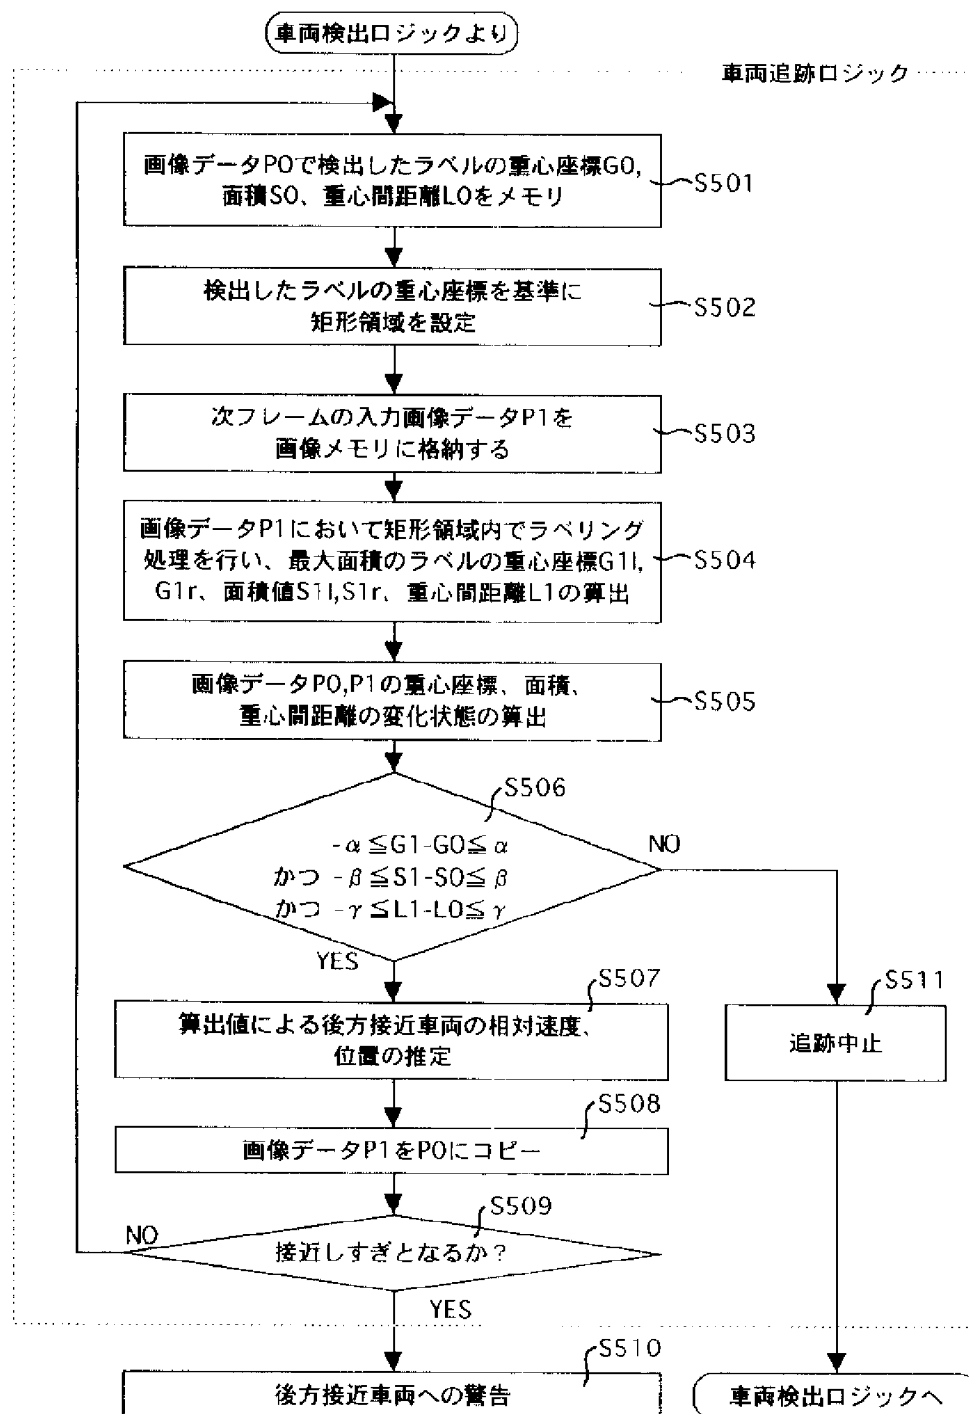 車両検出ロジックより
車両追跡ロジック
画像データP0で検出したラベルの重心座標G0,
面積S0、重心間距離L0をメモリ
S501
検出したラベルの重心座標を基準に
矩形領域を設定
S502
次フレームの入力画像データP1を
画像メモリに格納する
S503
画像データP1において矩形領域内でラベリング
処理を行い、最大面積のラベルの重心座標G1l,
G1r、面積値S1l,S1r、重心間距離L1の算出
S504
画像データP0,P1の重心座標、面積、
重心間距離の変化状態の算出
S505
S506
-α≦G1-G0≦α
かつ -β≦S1-S0≦β
かつ -γ≦L1-L0≦γ
NO
YES
S507
算出値による後方接近車両の相対速度、
位置の推定
S511
追跡中止
S508
画像データP1をP0にコピー
S509
接近しすぎとなるか？
NO
YES
S510
後方接近車両への警告
車両検出ロジックへ